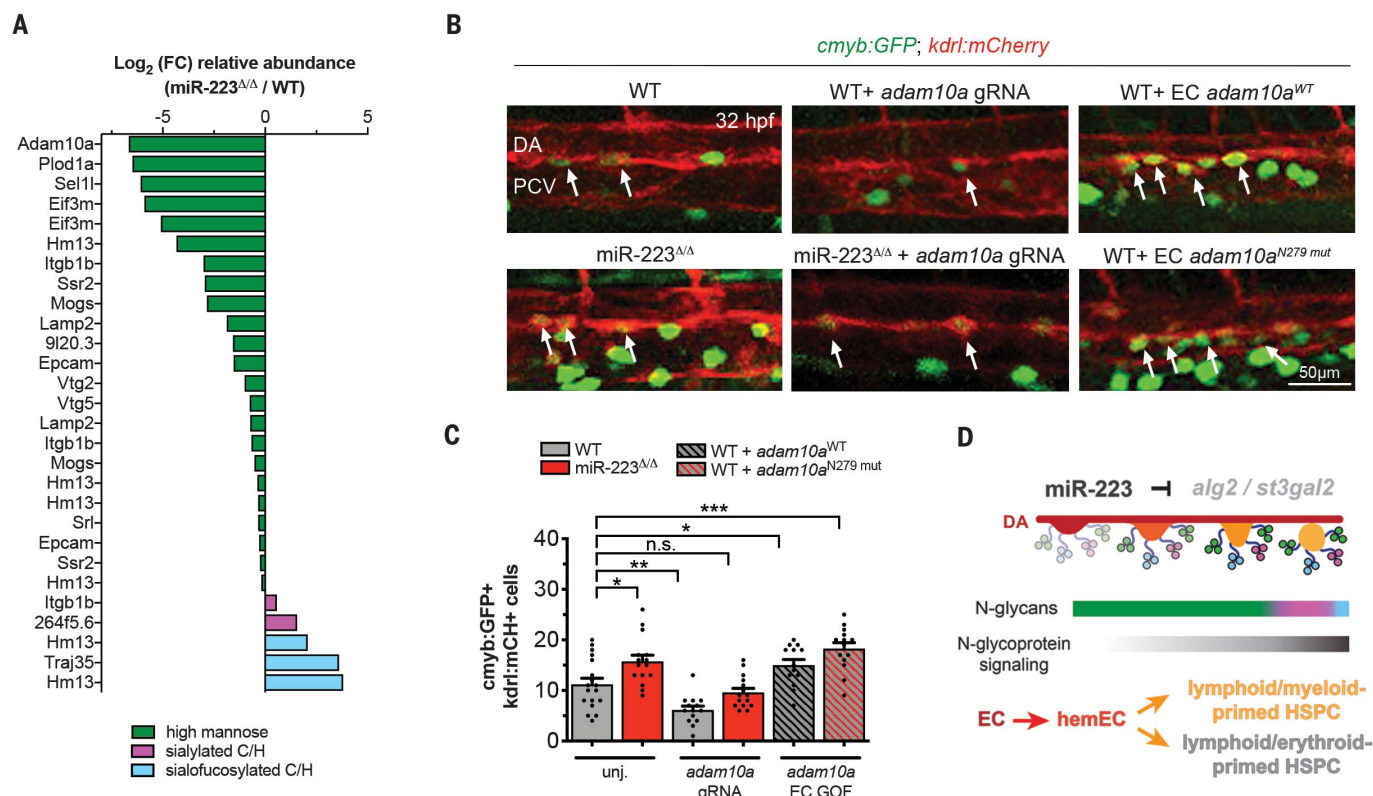 A
Log2 (FC) relative abundance
(miR-223Δ/Δ / WT)
-5 0 5
Adam10a
Plod1a
Sel1l
Eif3m
Eif3m
Hm13
Itgb1b
Ssr2
Mogs
Lamp2
9l20.3
Epcam
Vtg2
Vtg5
Lamp2
Itgb1b
Mogs
Hm13
Hm13
Srl
Epcam
Ssr2
Hm13
Itgb1b
264f5.6
Hm13
Traj35
Hm13
high mannose
sialylated C/H
sialofucosylated C/H
B
cmyb:GFP; kdrl:mCherry
WT
WT+ adam10a gRNA
WT+ EC adam10aWT
32 hpf
DA
PCV
miR-223Δ/Δ
miR-223Δ/Δ + adam10a gRNA
WT+ EC adam10aN279 mut
50μm
C
WT
miR-223Δ/Δ
WT + adam10aWT
WT + adam10aN279 mut
cmyb:GFP+
kdrl:mCH+ cells
40
30
20
10
0
***
*
n.s.
**
*
unj.
adam10a
gRNA
adam10a
EC GOF
D
miR-223 ⊣ alg2 / st3gal2
DA
N-glycans
N-glycoprotein
signaling
EC
hemEC
lymphoid/myeloid-
primed HSPC
lymphoid/erythroid-
primed HSPC